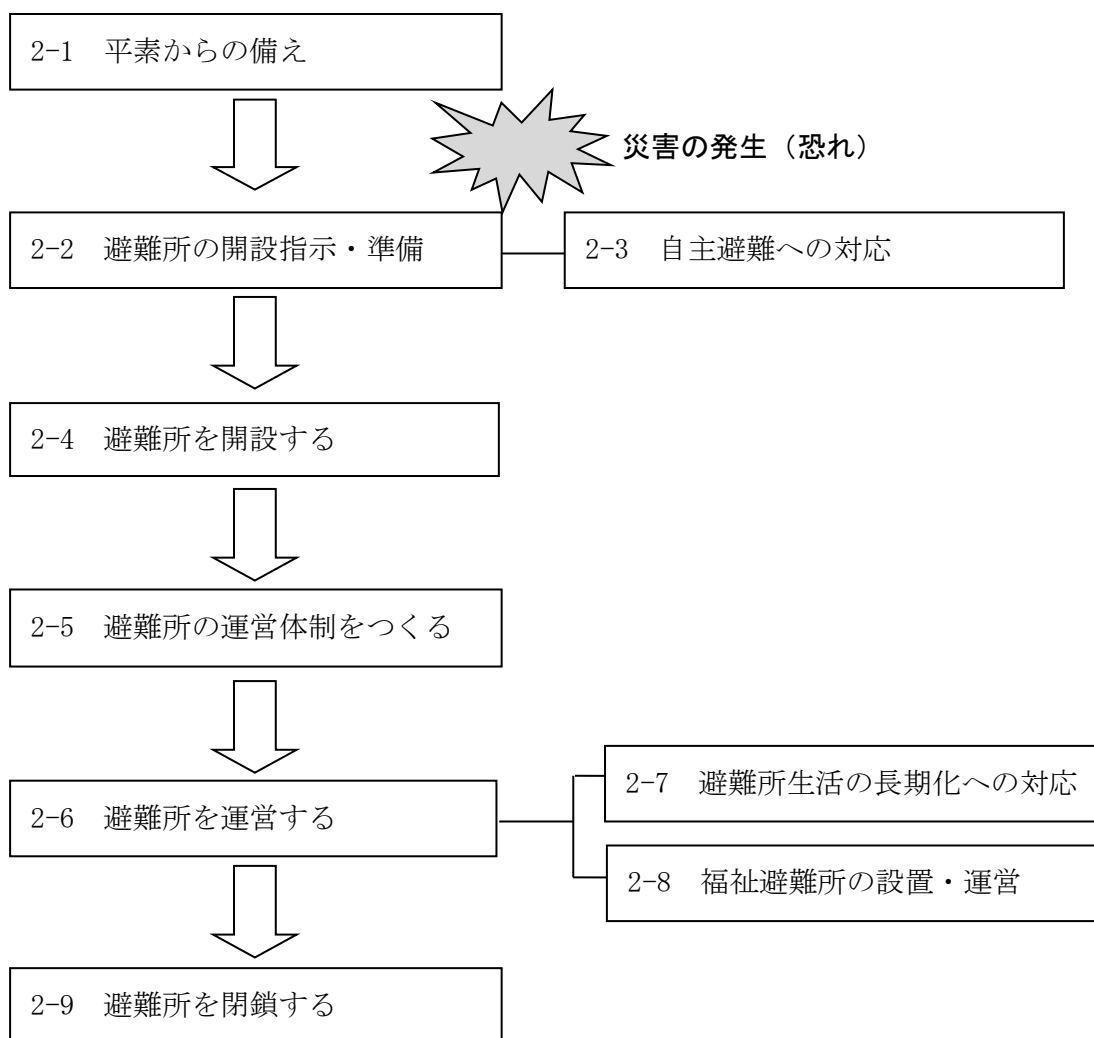 2-1 平素からの備え
災害の発生（恐れ）
2-2 避難所の開設指示・準備
2-3 自主避難への対応
2-4 避難所を開設する
2-5 避難所の運営体制をつくる
2-6 避難所を運営する
2-7 避難所生活の長期化への対応
2-8 福祉避難所の設置・運営
2-9 避難所を閉鎖する